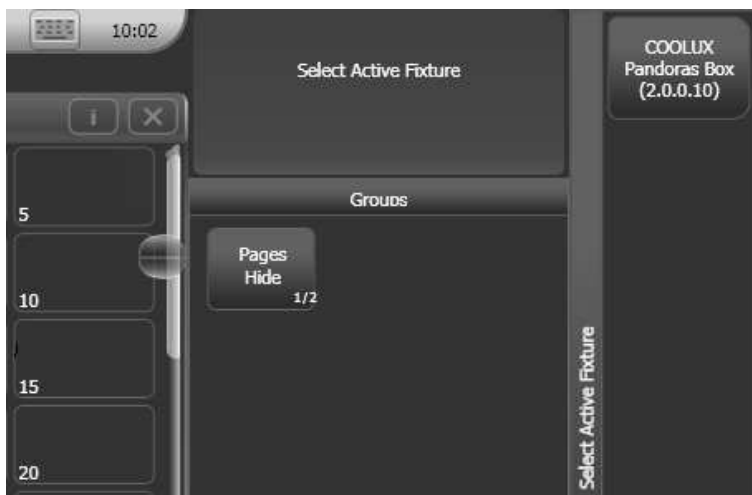 10:02
i
5
10
15
20
Select Active Fixture
Groups
Pages
Hide
1/2
Select Active Fixture
COOLUX
Pandoras Box
(2.0.0.10)